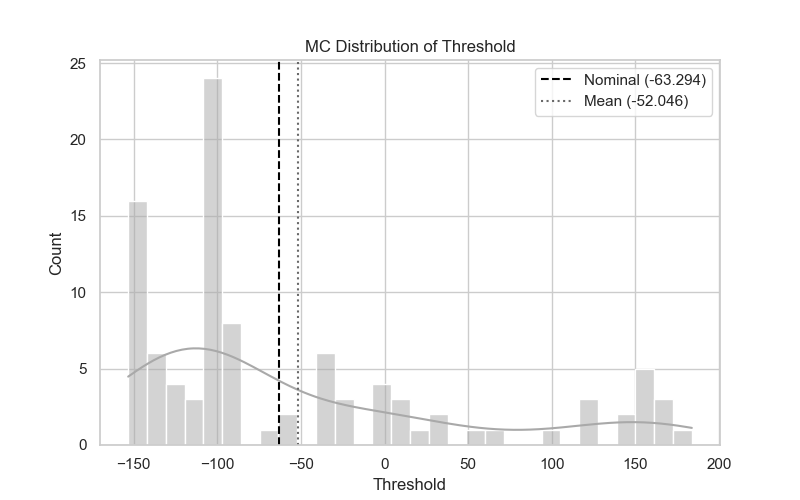 MC Distribution of Threshold
Nominal (-63.294)
Mean (-52.046)
25
20
15
10
5
0
Count
−150
−100
−50
0
50
100
150
200
Threshold